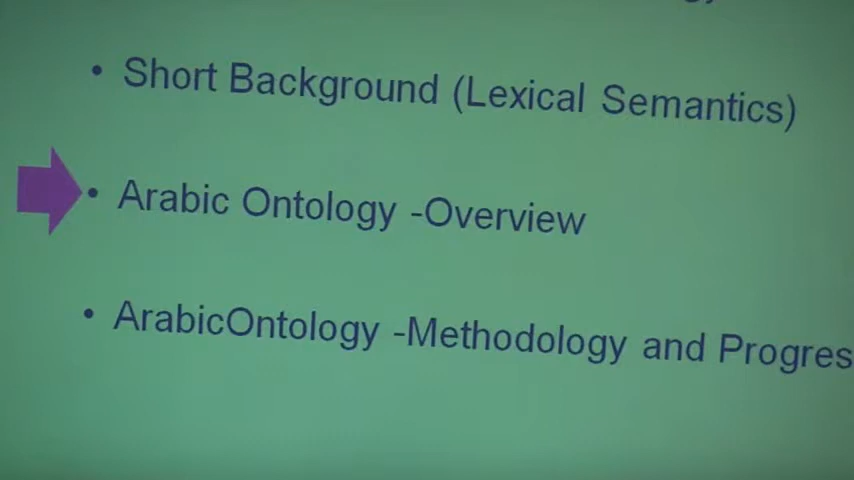 • Short Background (Lexical Semantics)
• Arabic Ontology -Overview
• ArabicOntology -Methodology and Progres